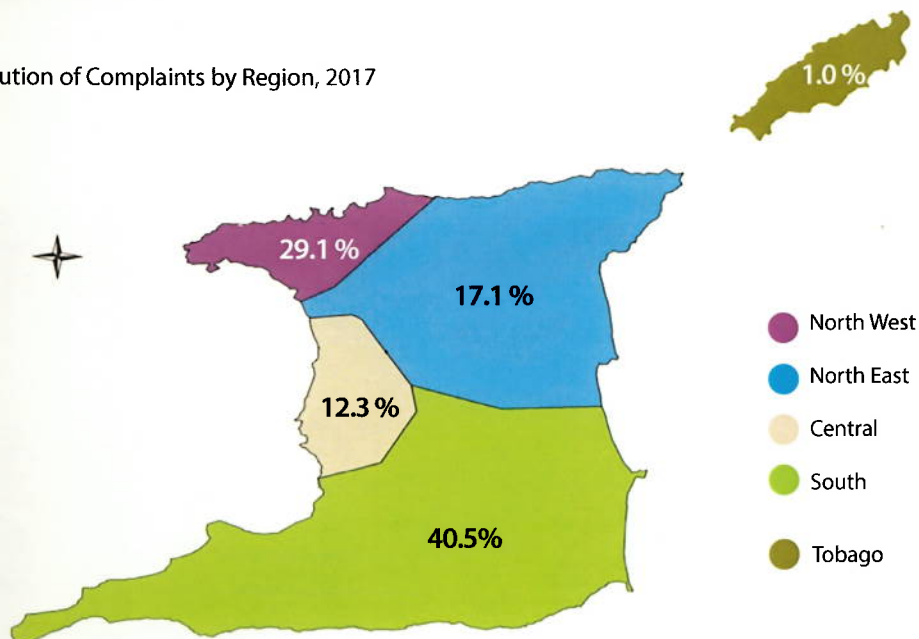 ution of Complaints by Region, 2017
1.0 %
29.1 %
17.1 %
12.3 %
40.5%
North West
North East
Central
South
Tobago